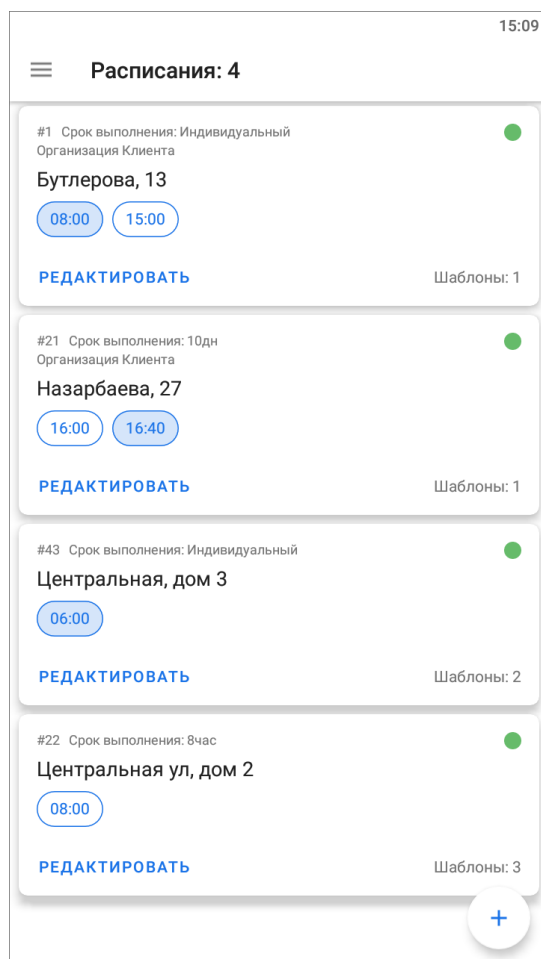 15:09
Расписания: 4
#1 Срок выполнения: Индивидуальный
Организация Клиента
Бутлерова, 13
08:00 15:00
РЕДАКТИРОВАТЬ Шаблоны: 1
#21 Срок выполнения: 10дн
Организация Клиента
Назарбаева, 27
16:00 16:40
РЕДАКТИРОВАТЬ Шаблоны: 1
#43 Срок выполнения: Индивидуальный
Центральная, дом 3
06:00
РЕДАКТИРОВАТЬ Шаблоны: 2
#22 Срок выполнения: 8час
Центральная ул, дом 2
08:00
РЕДАКТИРОВАТЬ Шаблоны: 3
+